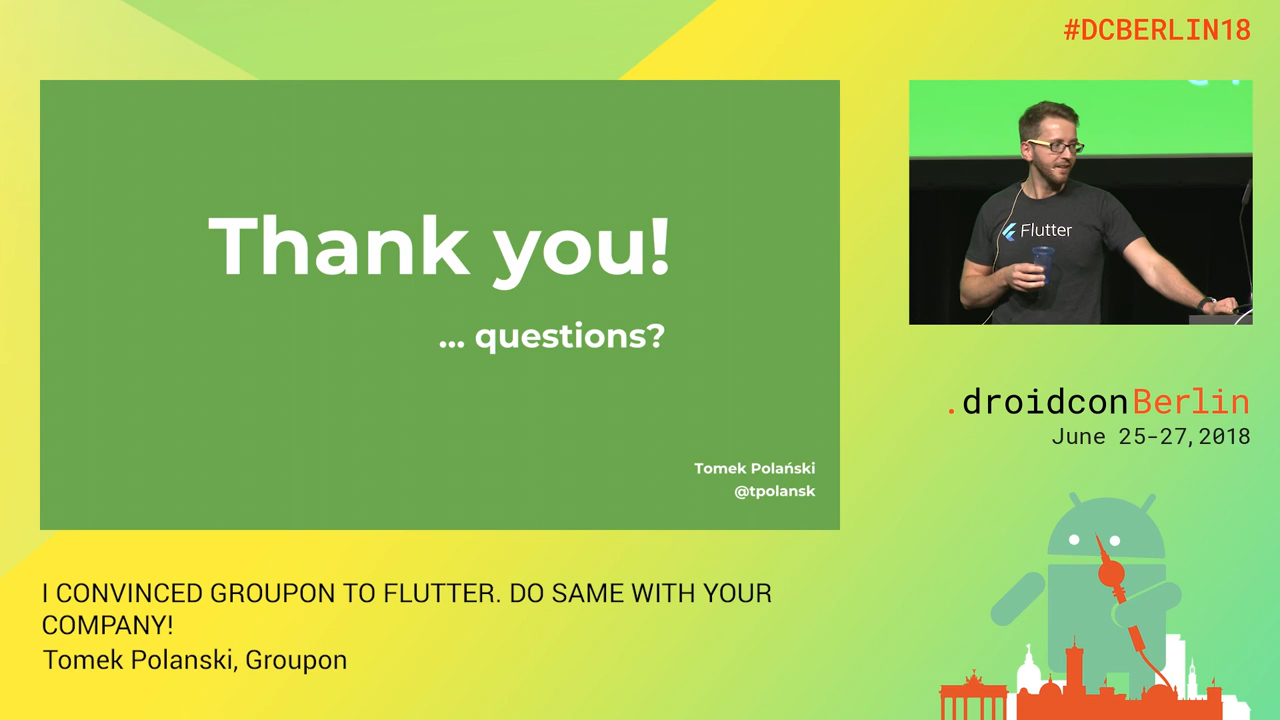 #DCBERLIN18
Thank you!
... questions?
Tomek Polański
@tpolansk
Flutter
.droidconBerlin
June 25-27, 2018
I CONVINCED GROUPON TO FLUTTER. DO SAME WITH YOUR
COMPANY!
Tomek Polanski, Groupon